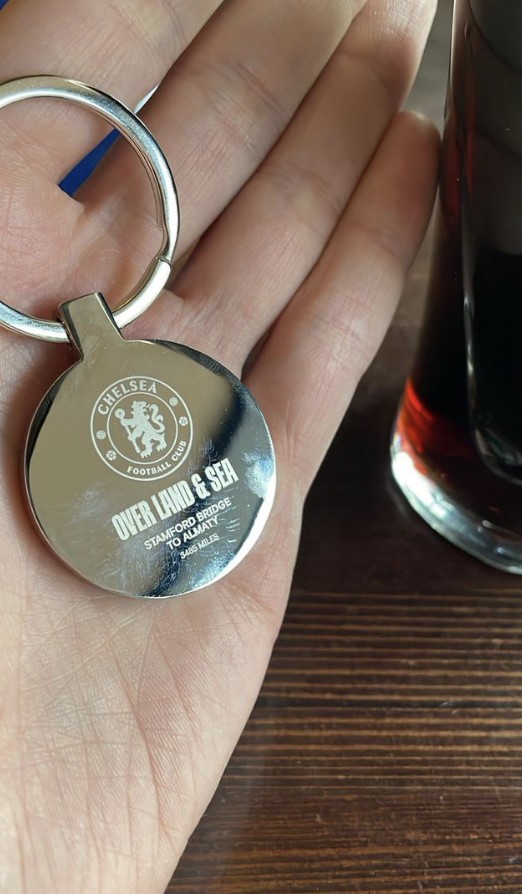 CHELSEA
FOOTBALL CLUB
OVER LAND & SEA
STAMFORD BRIDGE
TO ALMATY
3485 MILES